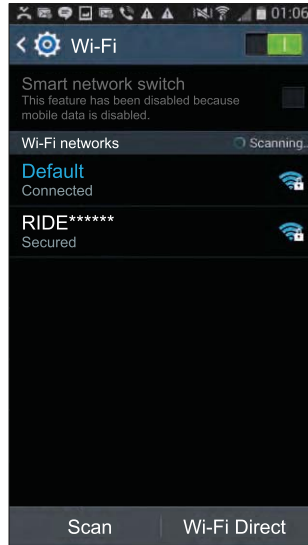 01:06
Wi-Fi
Smart network switch
This feature has been disabled because
mobile data is disabled.
Wi-Fi networks
Scanning..
Default
Connected
RIDE******
Secured
Scan
Wi-Fi Direct